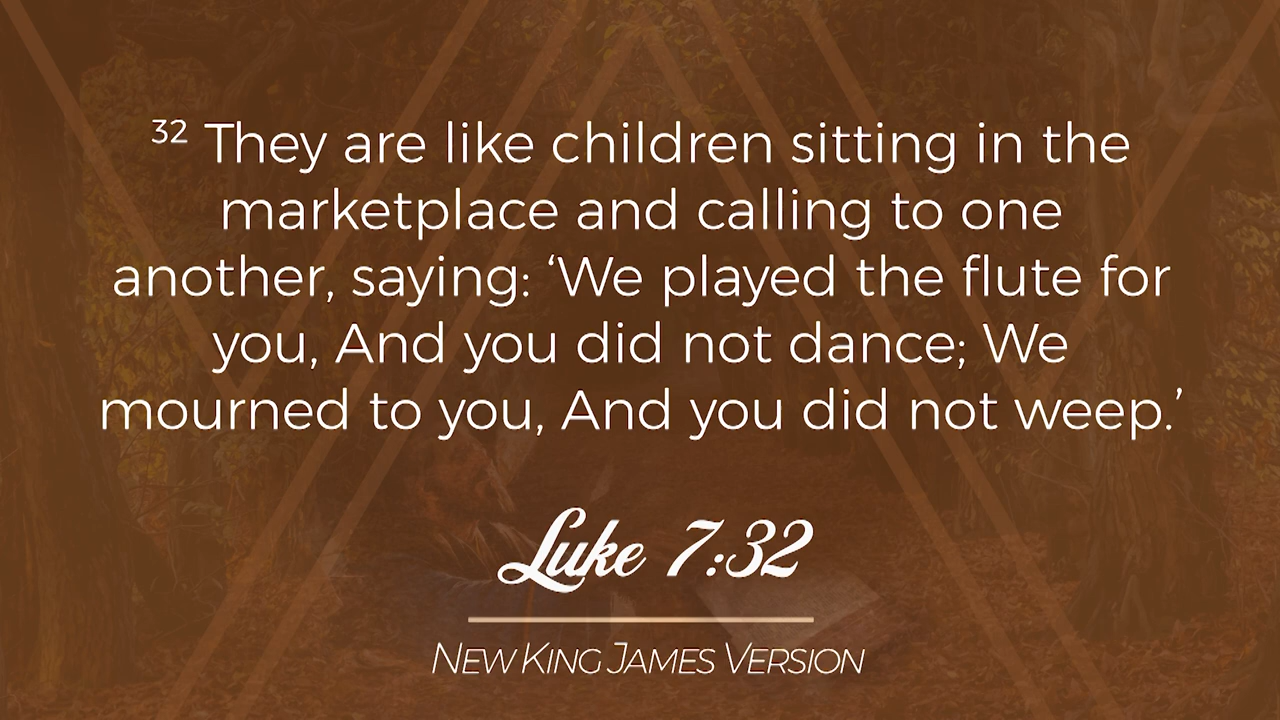 32 They are like children sitting in the
marketplace and calling to one
another, saying: ‘We played the flute for
you, And you did not dance; We
mourned to you, And you did not weep.’
Luke 7:32
New King James Version